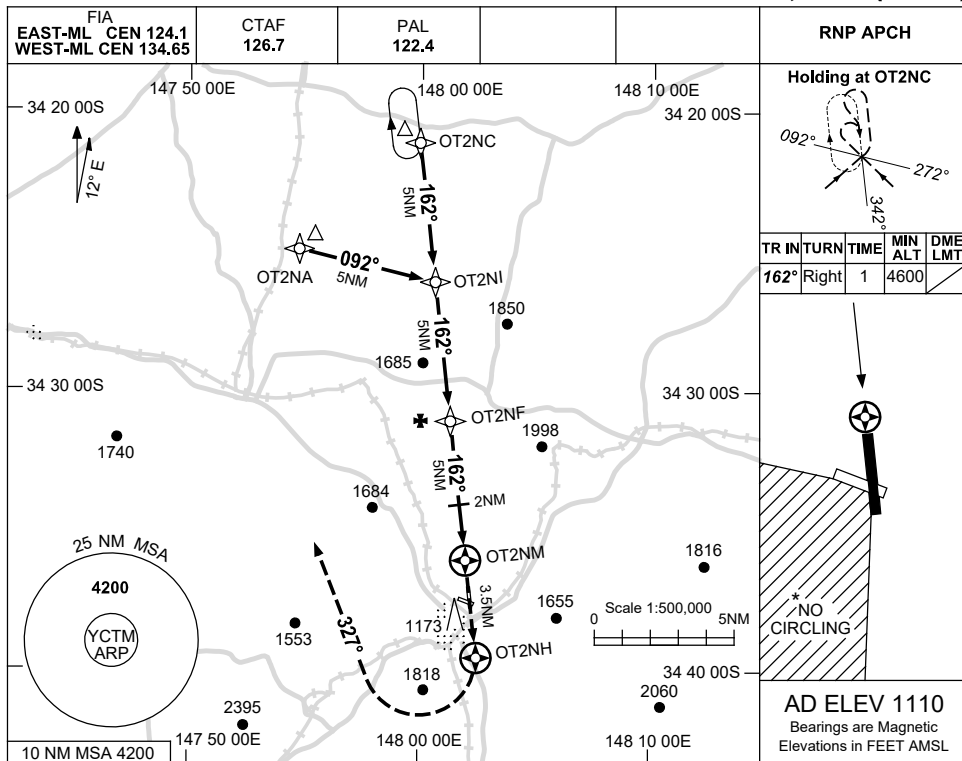 FIA
EAST-ML CEN 124.1
WEST-ML CEN 134.65
CTAF
126.7
PAL
122.4
RNP APCH
147 50 00E
148 00 00E
148 10 00E
34 20 00S
34 20 00S
12° E
OT2NC
162°
5NM
OT2NA
092°
5NM
OT2NI
1850
162°
5NM
1685
34 30 00S
34 30 00S
OT2NF
1740
1998
162°
5NM
1684
2NM
25 NM MSA
4200
YCTM
ARP
OT2NM
1816
3.5NM
1553
327°
1173
1655
Scale 1:500,000
0
5NM
OT2NH
34 40 00S
1818
2060
2395
147 50 00E
148 00 00E
148 10 00E
10 NM MSA 4200
Holding at OT2NC
092°
272°
342°
TR IN TURN TIME MIN ALT DME LMT
162° Right 1 4600
*NO
CIRCLING
AD ELEV 1110
Bearings are Magnetic
Elevations in FEET AMSL